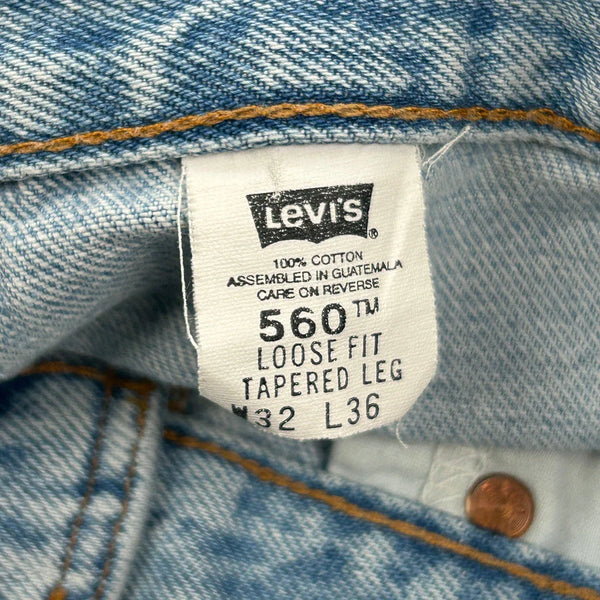 LEVI'S ®
100% COTTON
ASSEMBLED IN GUATEMALA
CARE ON REVERSE
560™
LOOSE FIT
TAPERED LEG
W32 L36